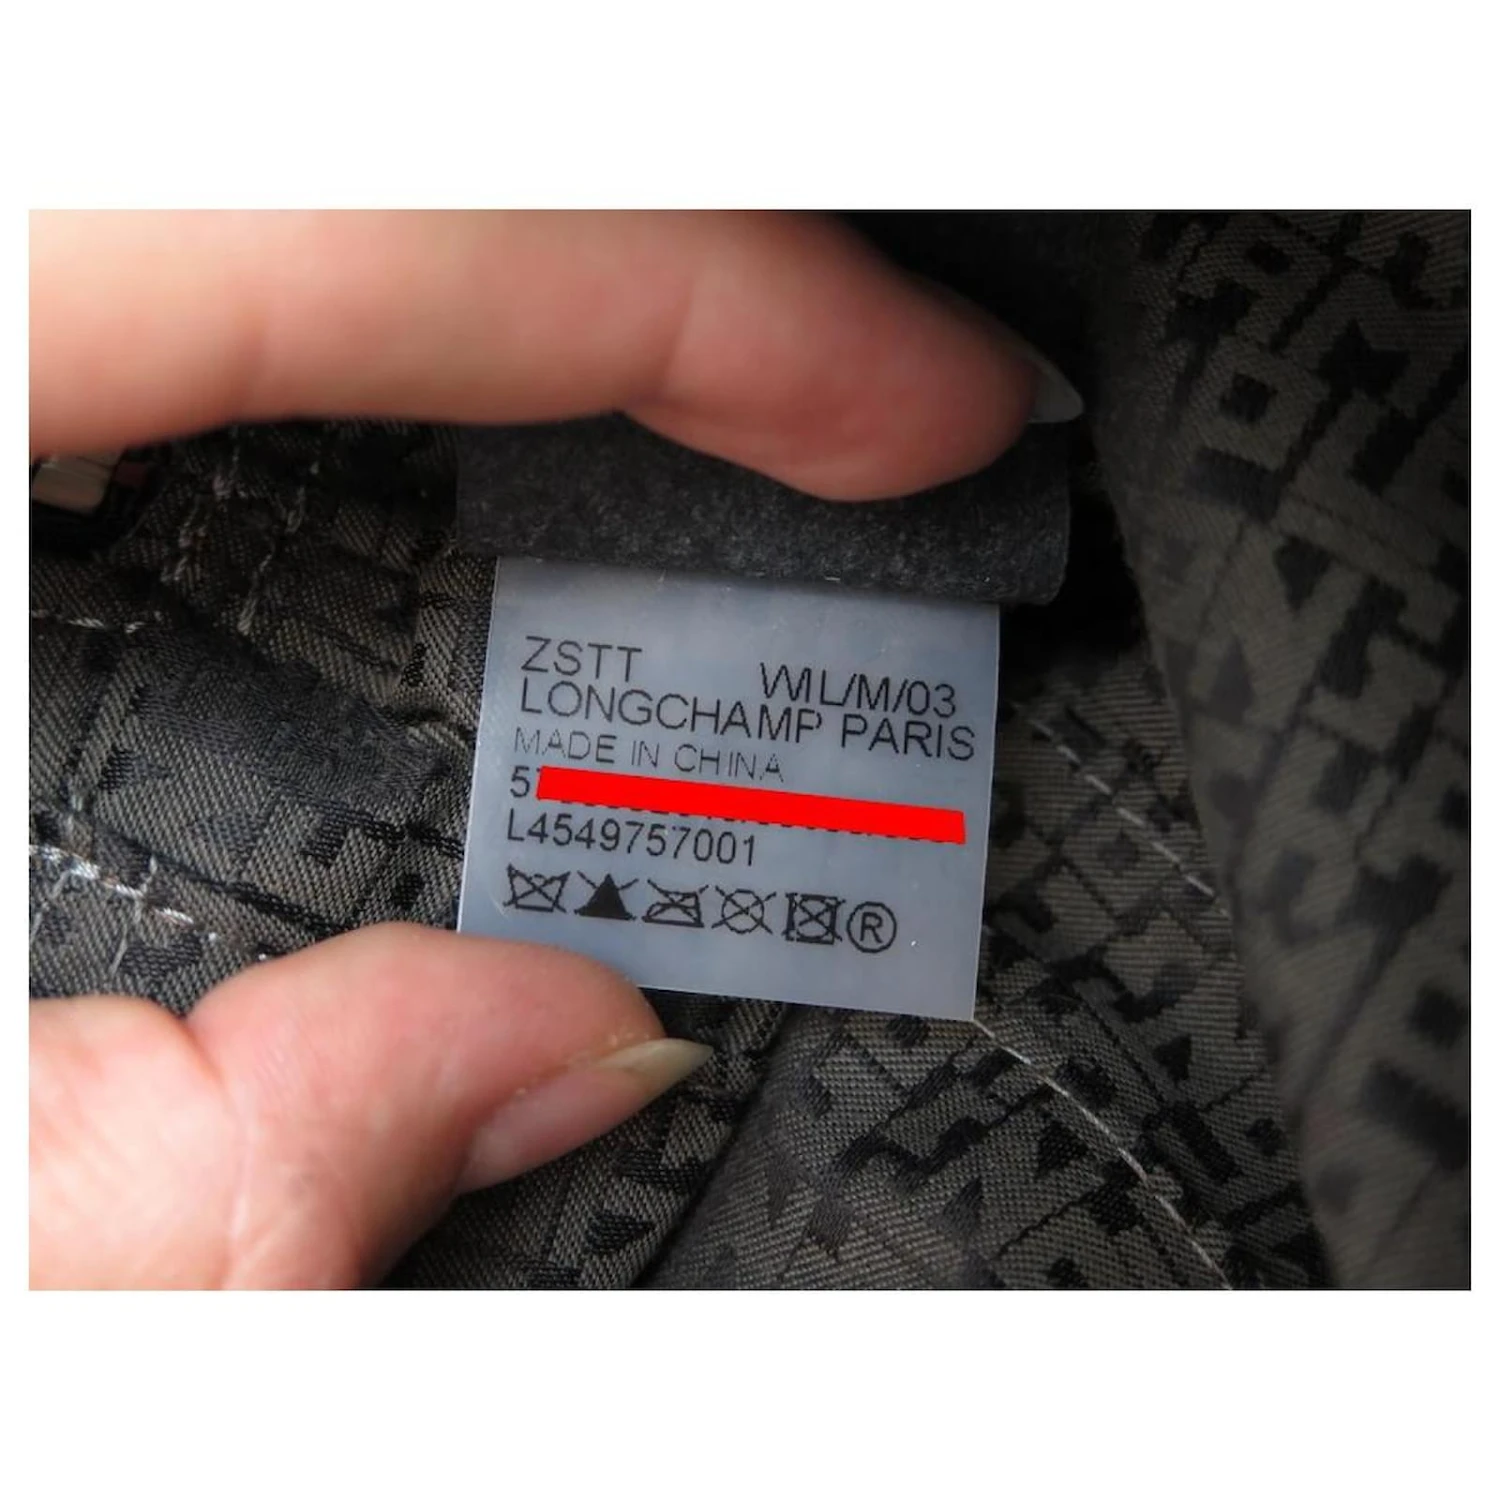 ZSTT WIL/M/03
LONGCHAMP PARIS
MADE IN CHINA
L4549757001
®